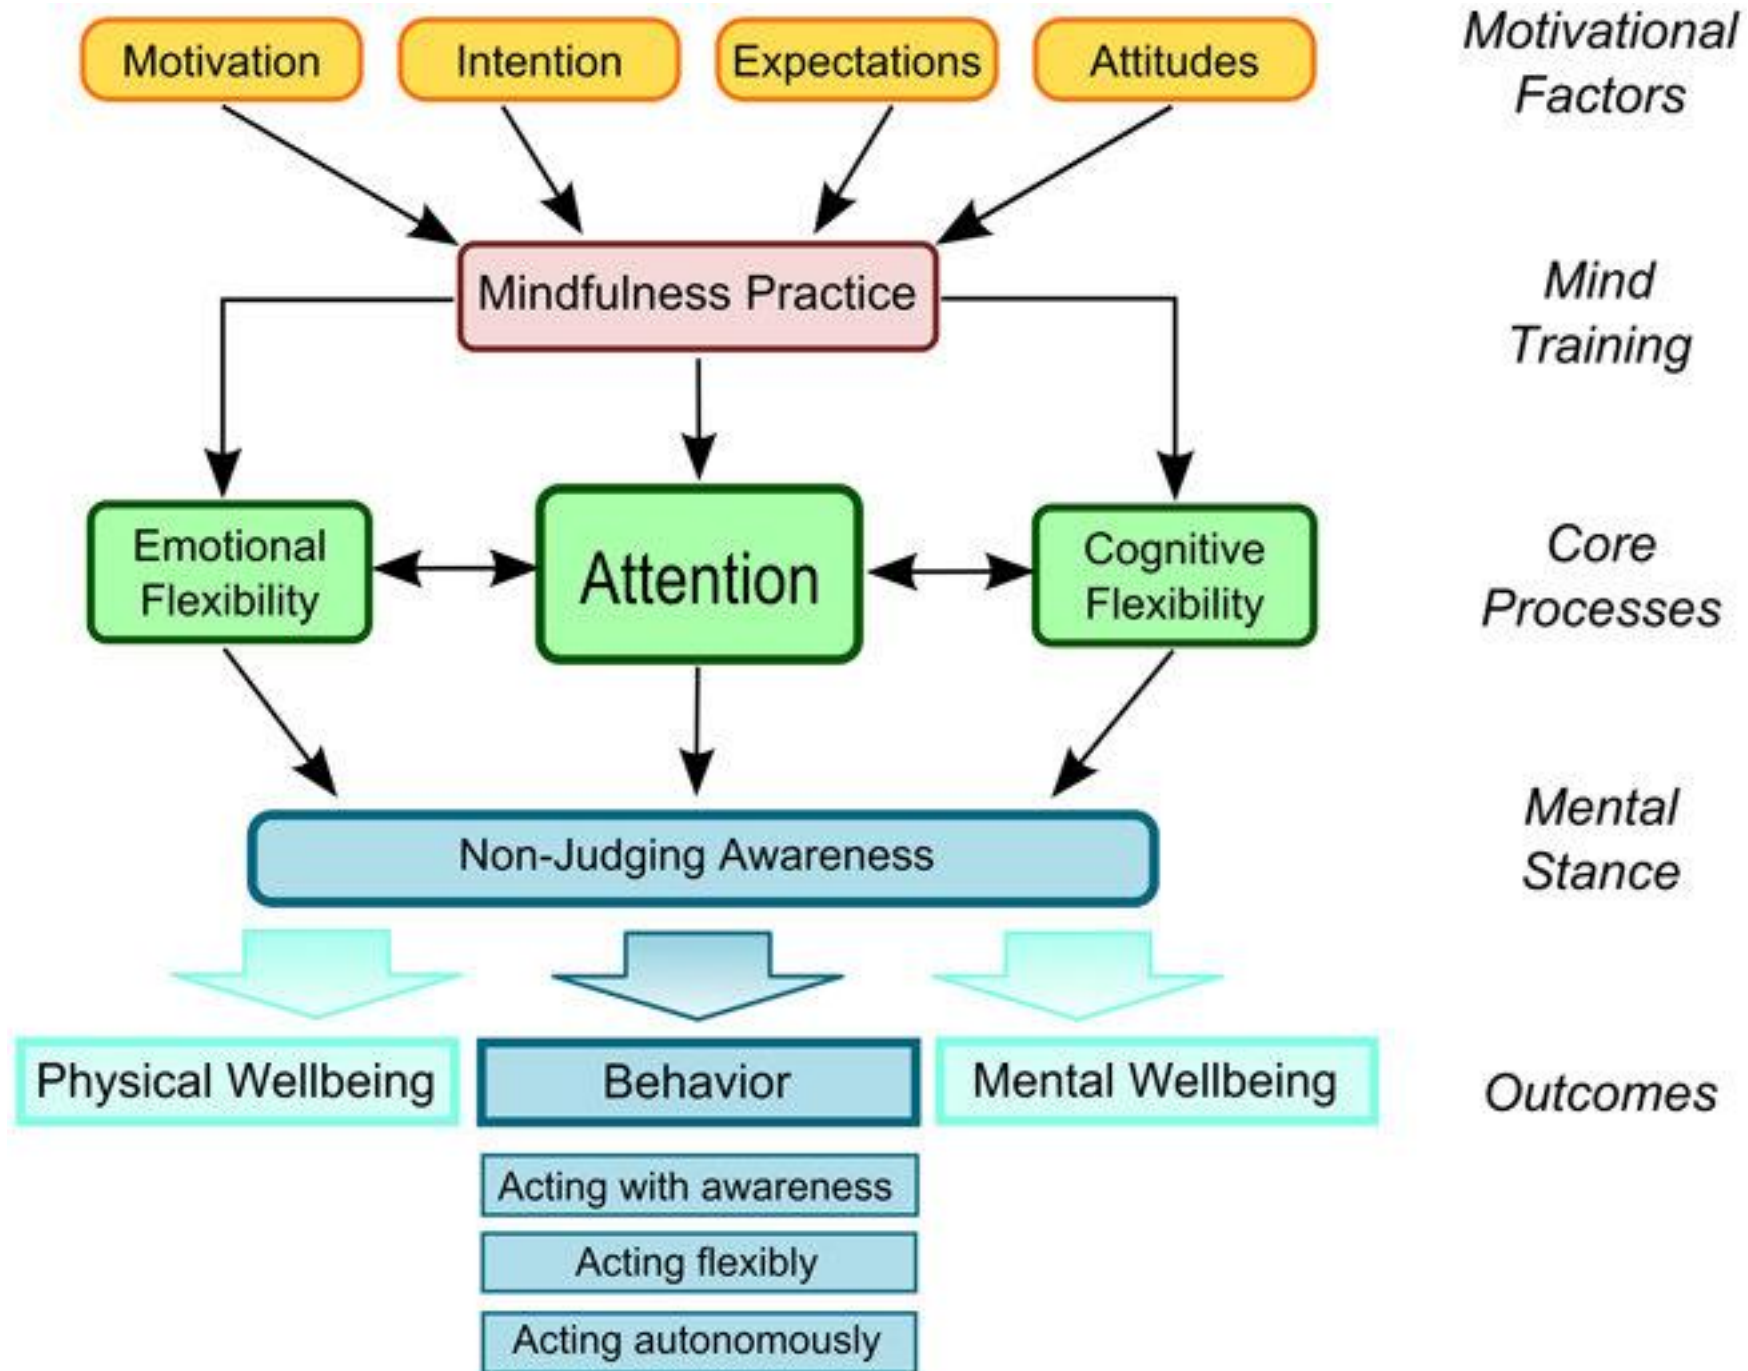 Motivation
Intention
Expectations
Attitudes
Motivational
Factors
Mindfulness Practice
Mind
Training
Emotional
Flexibility
Attention
Cognitive
Flexibility
Core
Processes
Non-Judging Awareness
Mental
Stance
Physical Wellbeing
Behavior
Mental Wellbeing
Outcomes
Acting with awareness
Acting flexibly
Acting autonomously